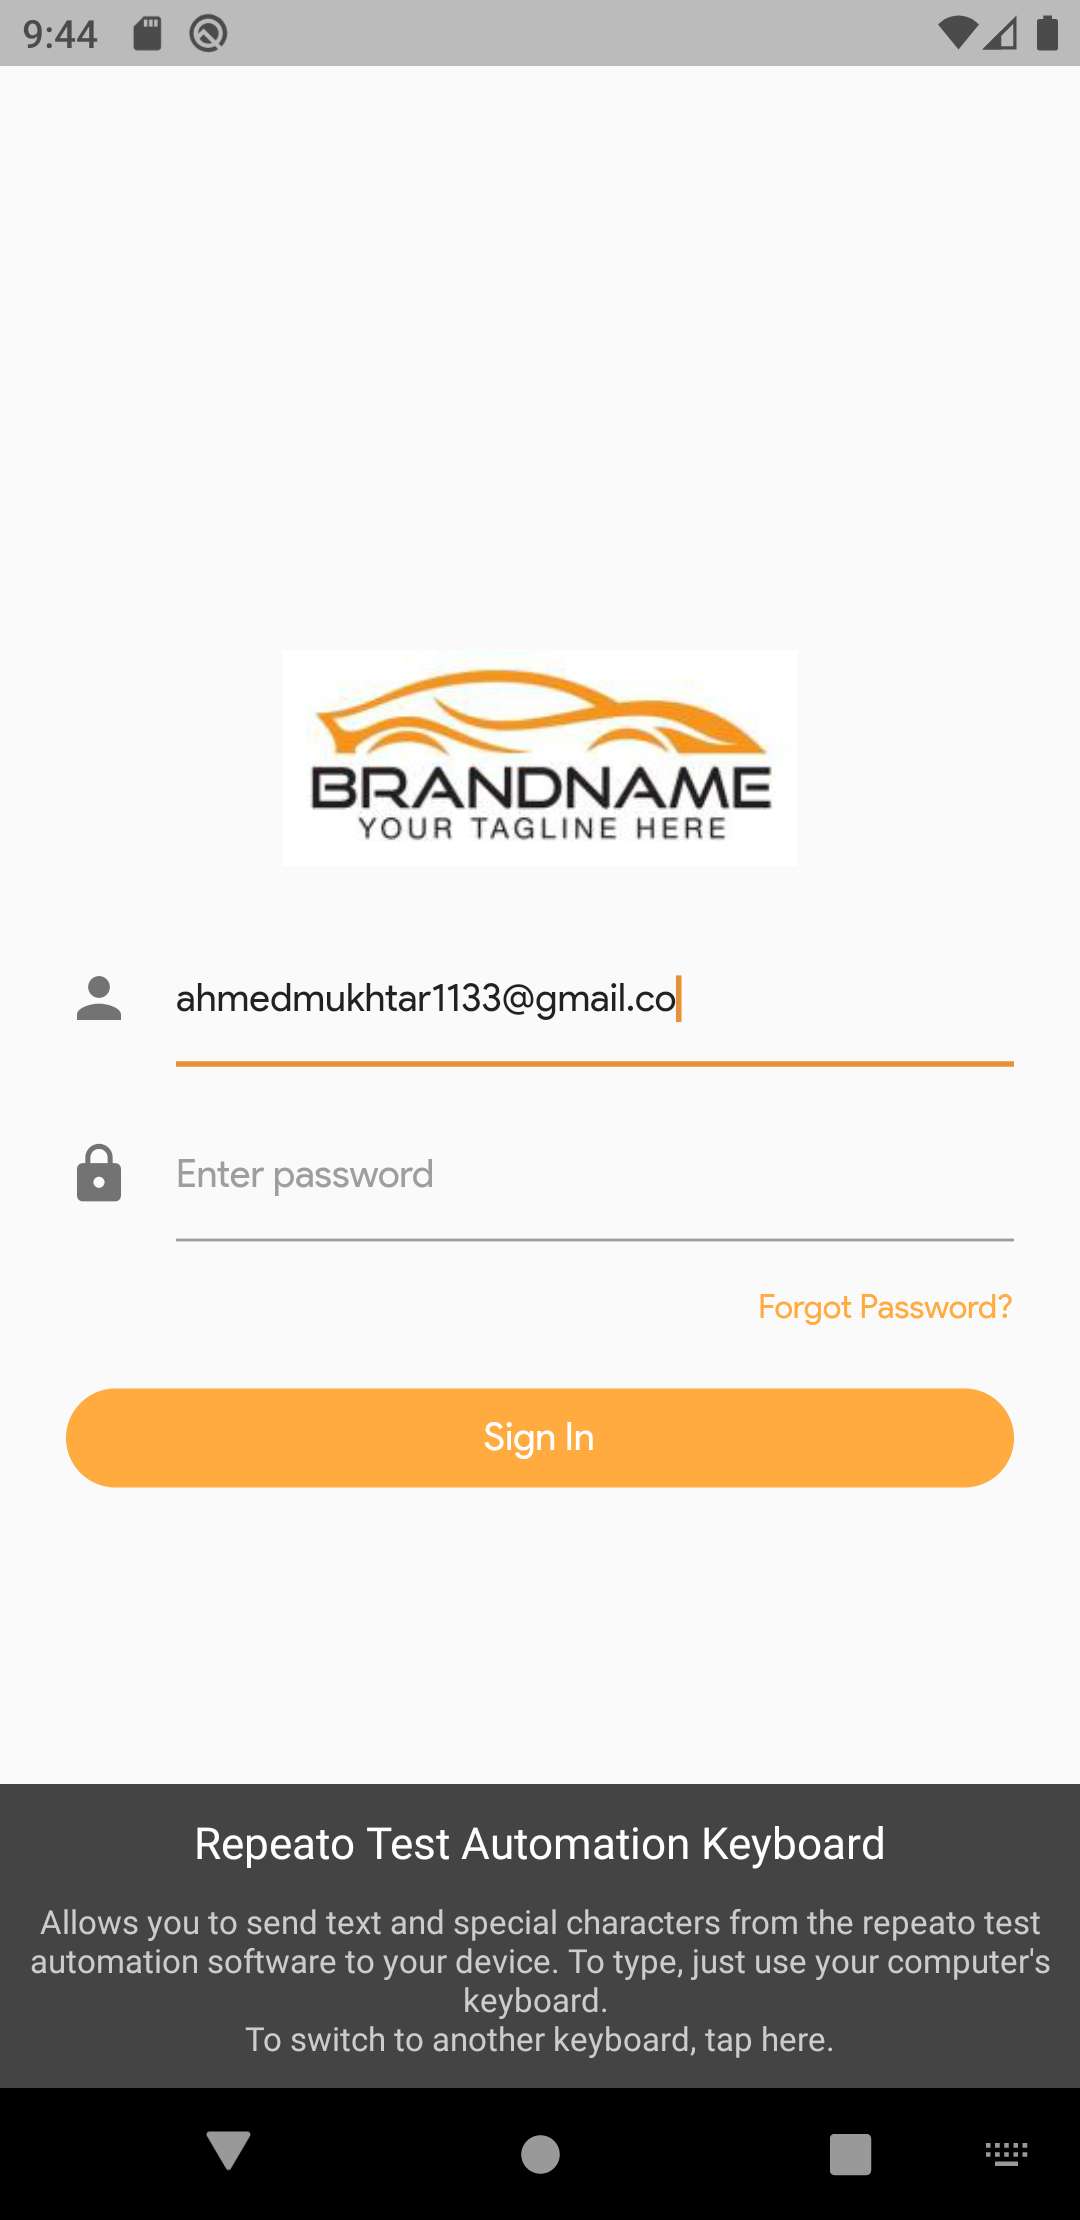 9:44
BRANDNAME
YOUR TAGLINE HERE
ahmedmukhtar1133@gmail.co
Enter password
Forgot Password?
Sign In
Repeato Test Automation Keyboard
Allows you to send text and special characters from the repeato test
automation software to your device. To type, just use your computer's
keyboard.
To switch to another keyboard, tap here.